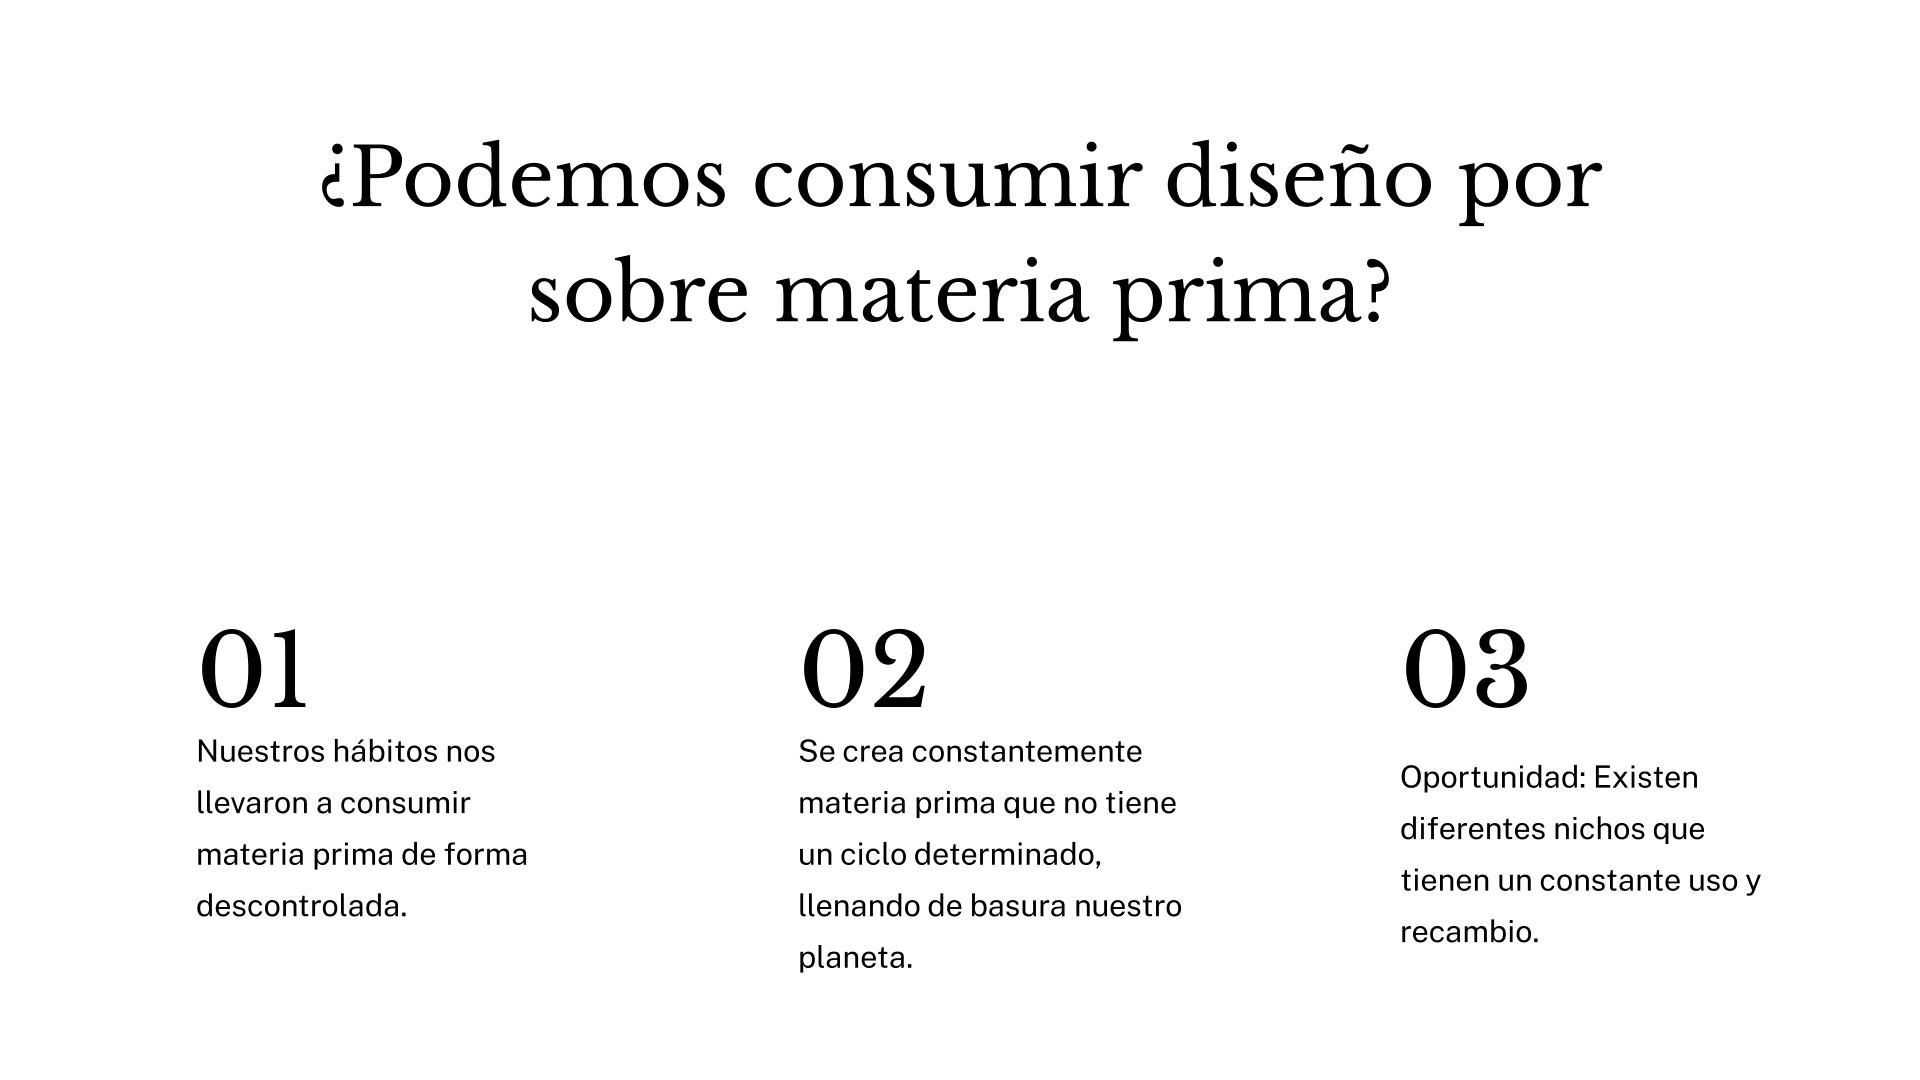 ¿Podemos consumir diseño por
sobre materia prima?
01
Nuestros hábitos nos
llevaron a consumir
materia prima de forma
descontrolada.
02
Se crea constantemente
materia prima que no tiene
un ciclo determinado,
llenando de basura nuestro
planeta.
03
Oportunidad: Existen
diferentes nichos que
tienen un constante uso y
recambio.